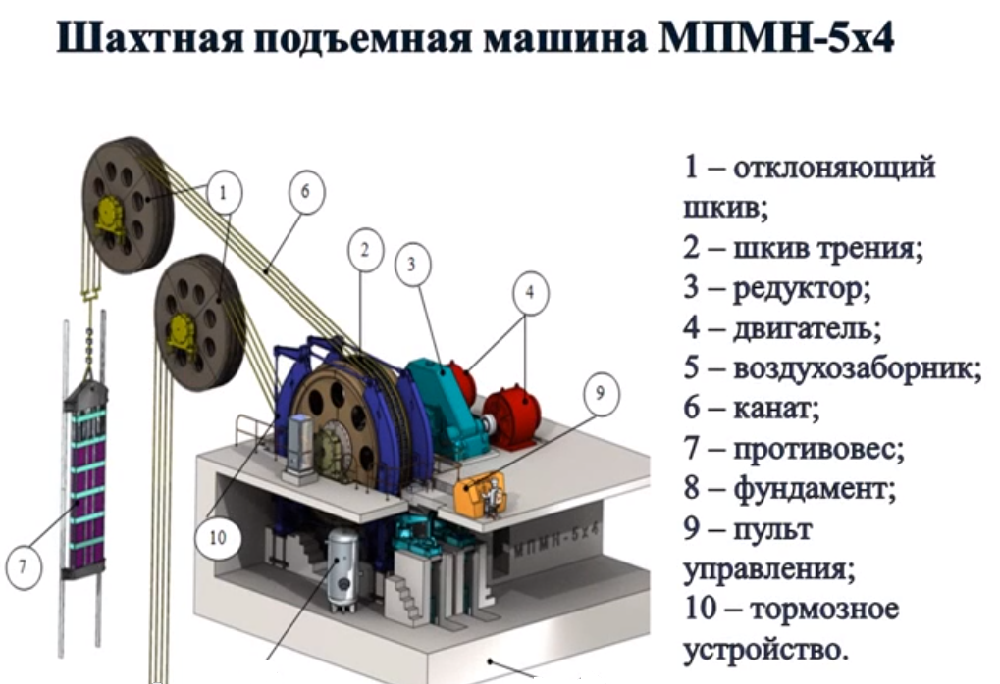 Шахтная подъемная машина МПМН-5х4
1
6
2
3
4
9
10
7
МПМН-5х4
1 – отклоняющий
шкив;
2 – шкив трения;
3 – редуктор;
4 – двигатель;
5 – воздухозаборник;
6 – канат;
7 – противовес;
8 – фундамент;
9 – пульт
управления;
10 – тормозное
устройство.